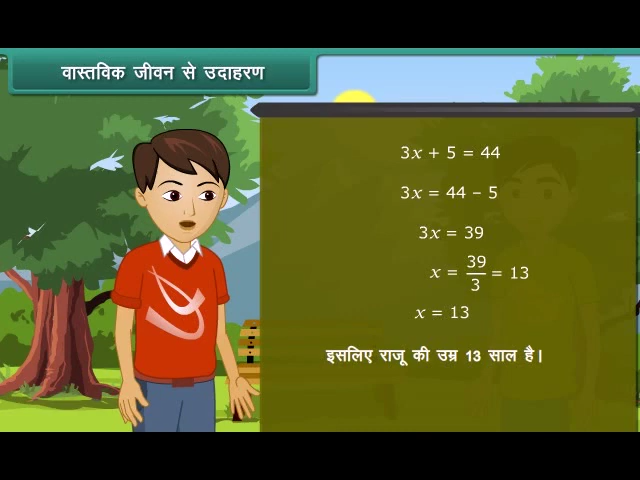 वास्तविक जीवन से उदाहरण
3x + 5 = 44
3x = 44 – 5
3x = 39
x = 39/3 = 13
x = 13
इसलिए राजू की उम्र 13 साल है।